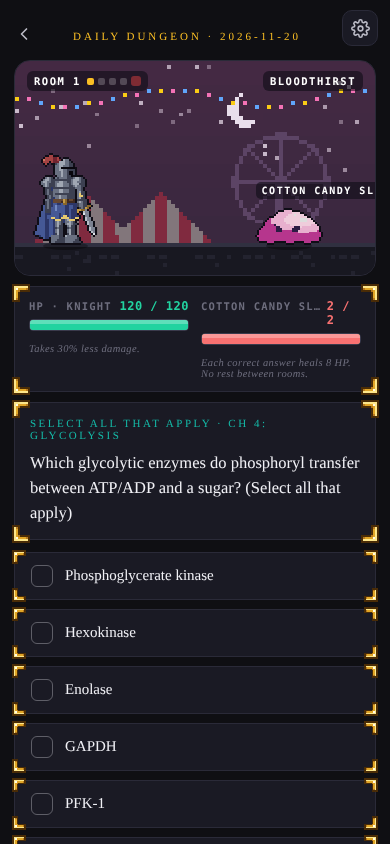 DAILY DUNGEON · 2026-11-20
ROOM 1
BLOODTHIRST
COTTON CANDY SL
HP · KNIGHT 120 / 120
Takes 30% less damage.
COTTON CANDY SL… 2 /
2
Each correct answer heals 8 HP.
No rest between rooms.
SELECT ALL THAT APPLY · CH 4:
GLYCOLYSIS
Which glycolytic enzymes do phosphoryl transfer
between ATP/ADP and a sugar? (Select all that
apply)
Phosphoglycerate kinase
Hexokinase
Enolase
GAPDH
PFK-1